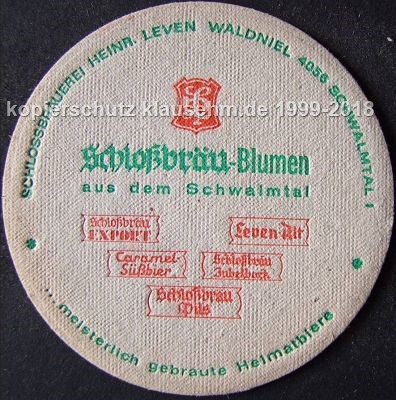 SCHLOSSBRAUEREI HEINR. LEVEN WALDNIEL 4056 SCHWALMTAL 1
kopierschutz klausehm.de 1999-2018
Schloßbräu-Blumen
aus dem Schwalmtal
Schloßbräu
EXPORT
Leven Alt
Caramel-
Süßbier
Schloßbräu
Jubelbock
Schloßbräu
Pils
...meisterlich gebraute Heimatbiere